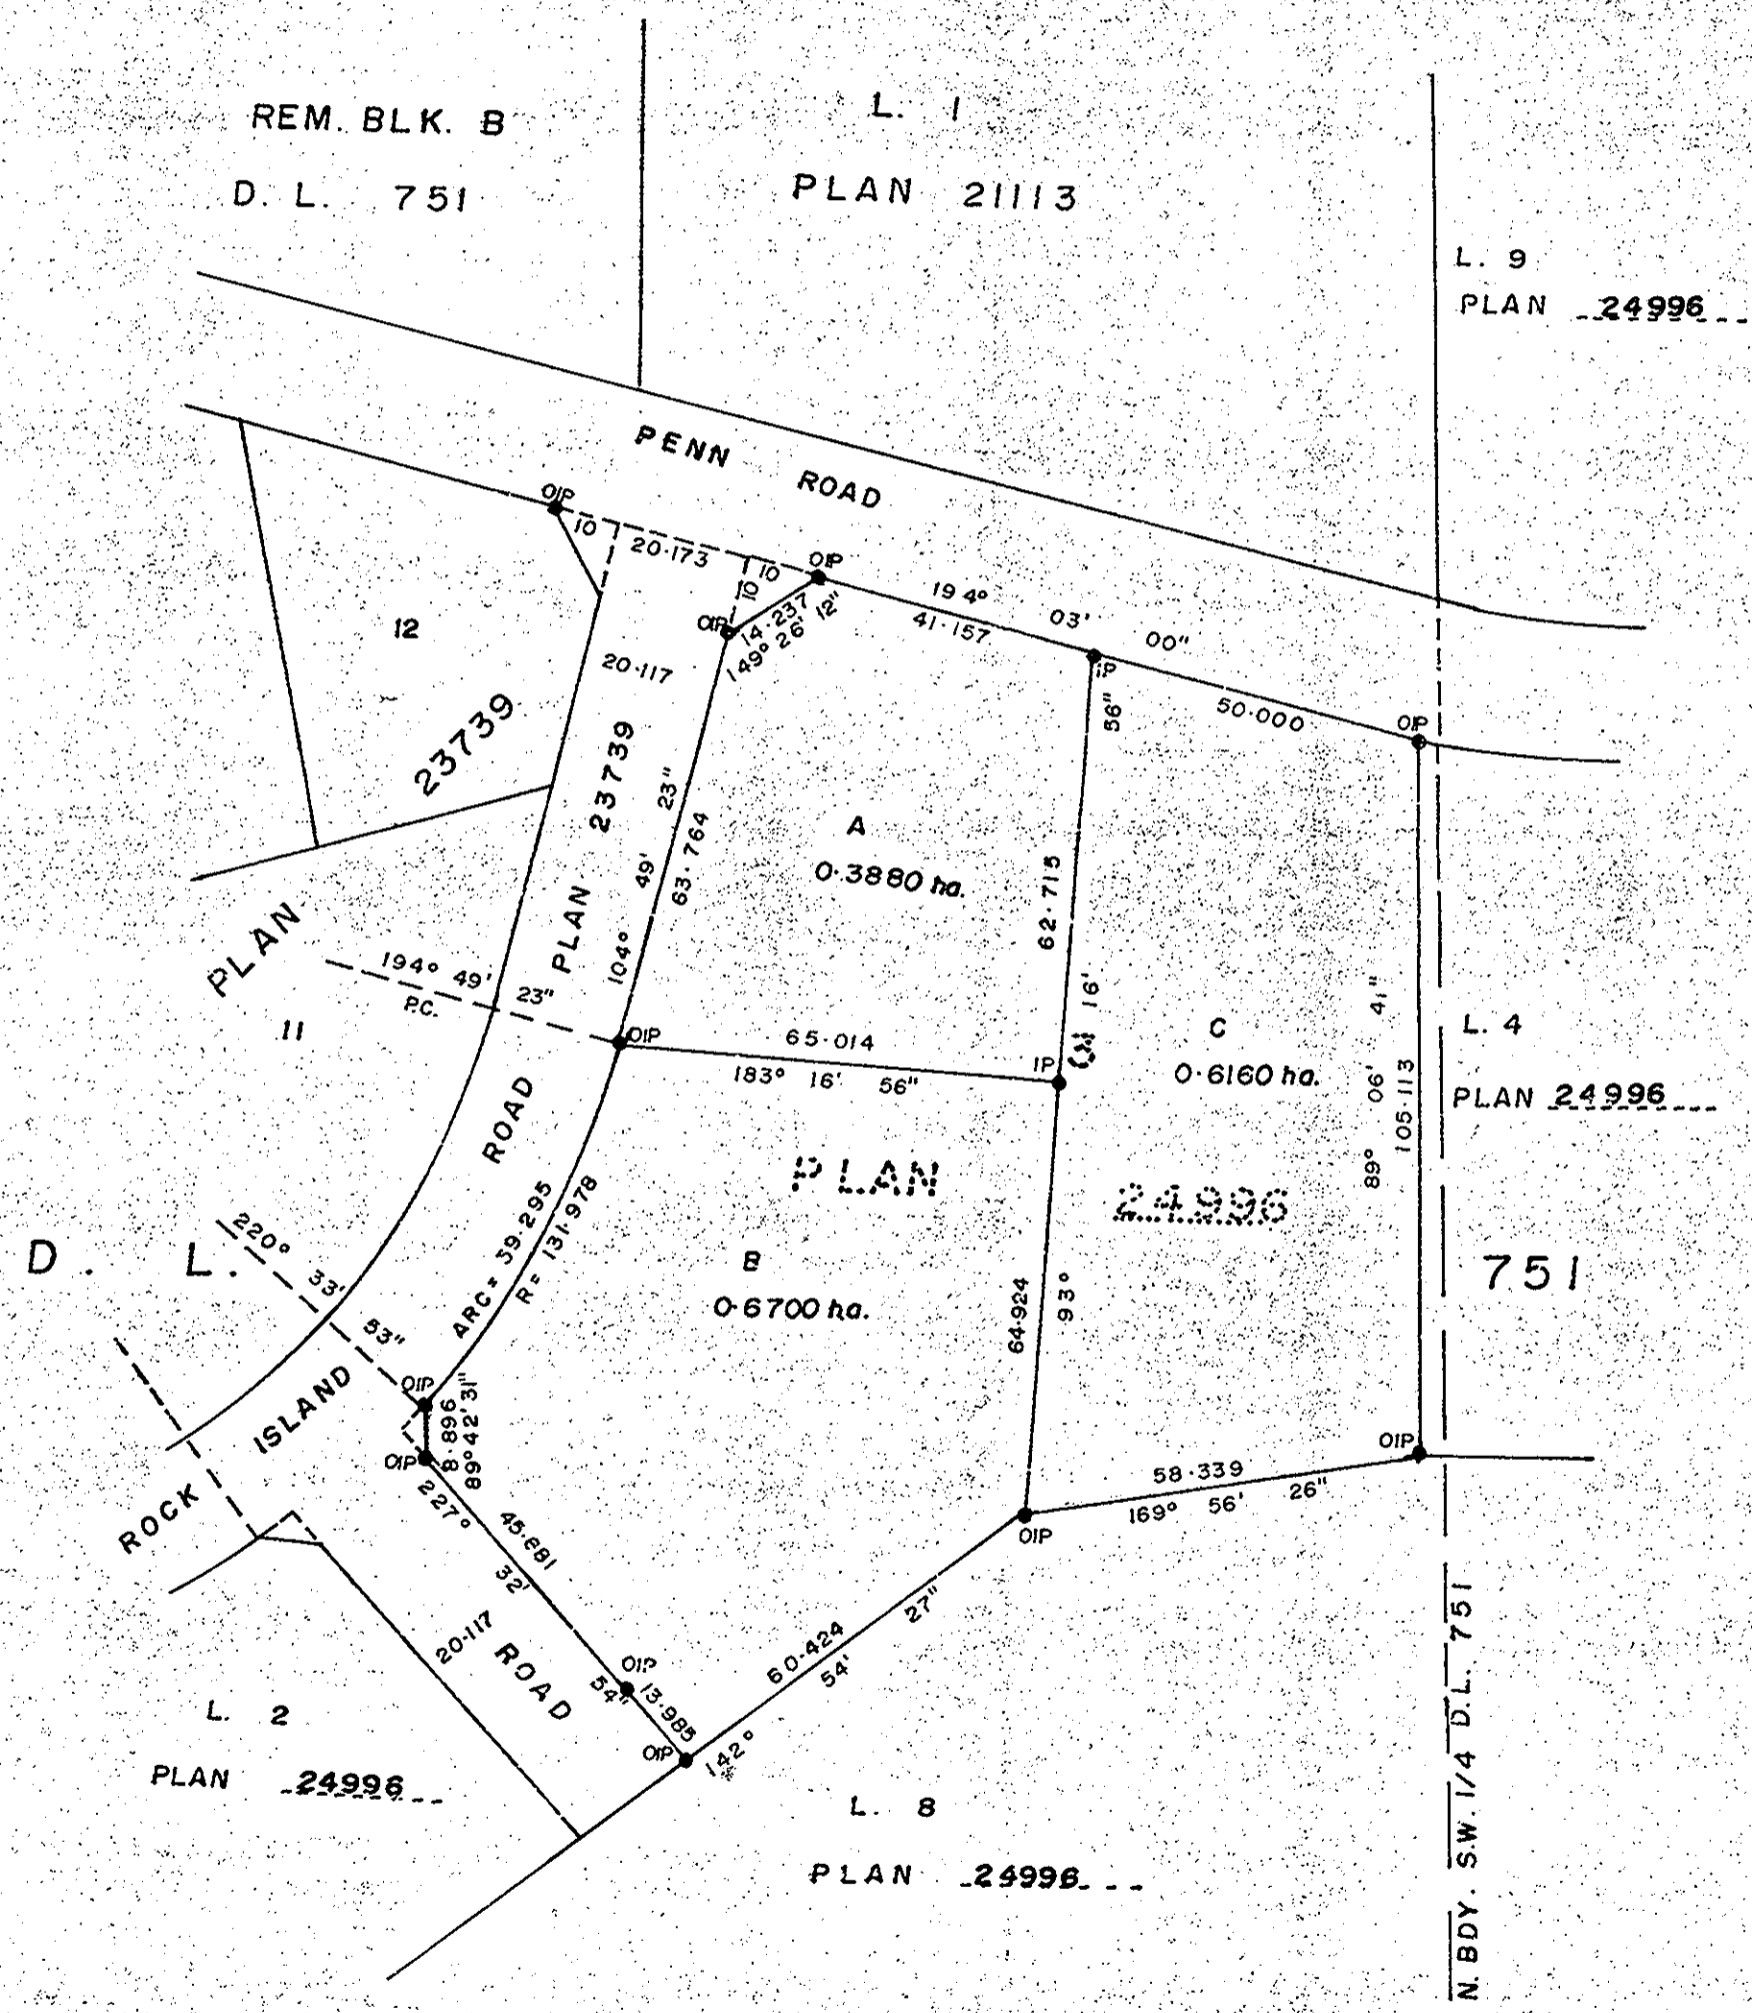 REM. BLK. B
D. L. 751
L. 1
PLAN 21113
L. 9
PLAN 24996
PENN ROAD
OIP
10
20·173
10
10
OIP
OIP
14·237
149° 26' 12"
194° 03' 00"
41·157
IP
50·000
OIP
12
20·117
PLAN 23739
PLAN 23739
104° 49' 23"
63·764
A
0·3880 ha.
62·715
93° 16' 56"
194° 49' 23"
P.C.
11
OIP
65·014
183° 16' 56"
IP
C
0·6160 ha.
89° 06' 41"
105·113
L. 4
PLAN 24996
ROAD
ARC= 39·295
R= 131·978
PLAN 24996
D. L. 751
220° 33' 53"
B
0·6700 ha.
64·924
OIP
8·896
89° 42' 31"
OIP
ROCK ISLAND
227° 32' 54"
45·881
OIP
58·339
169° 56' 26"
OIP
20·117
ROAD
OIP
13·985
OIP
60·424
142° 54' 27"
L. 2
PLAN 24996
L. 8
PLAN 24996
N. BDY. S.W. 1/4 D.L. 751